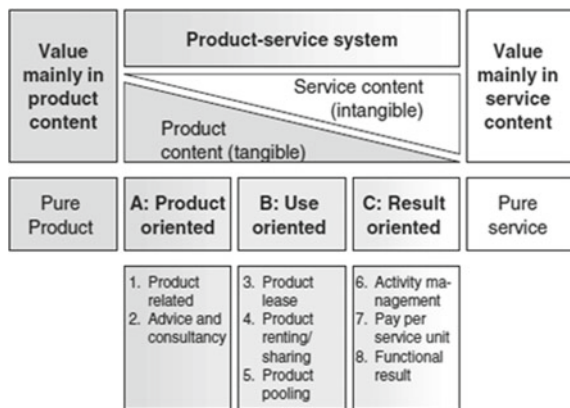 Value
mainly in
product
content
Product-service system
Service content
(intangible)
Product
content (tangible)
Value
mainly in
service
content
Pure
Product
A: Product
oriented
B: Use
oriented
C: Result
oriented
Pure
service
1. Product
related
2. Advice and
consultancy
3. Product
lease
4. Product
renting/
sharing
5. Product
pooling
6. Activity ma-
nagement
7. Pay per
service unit
8. Functional
result